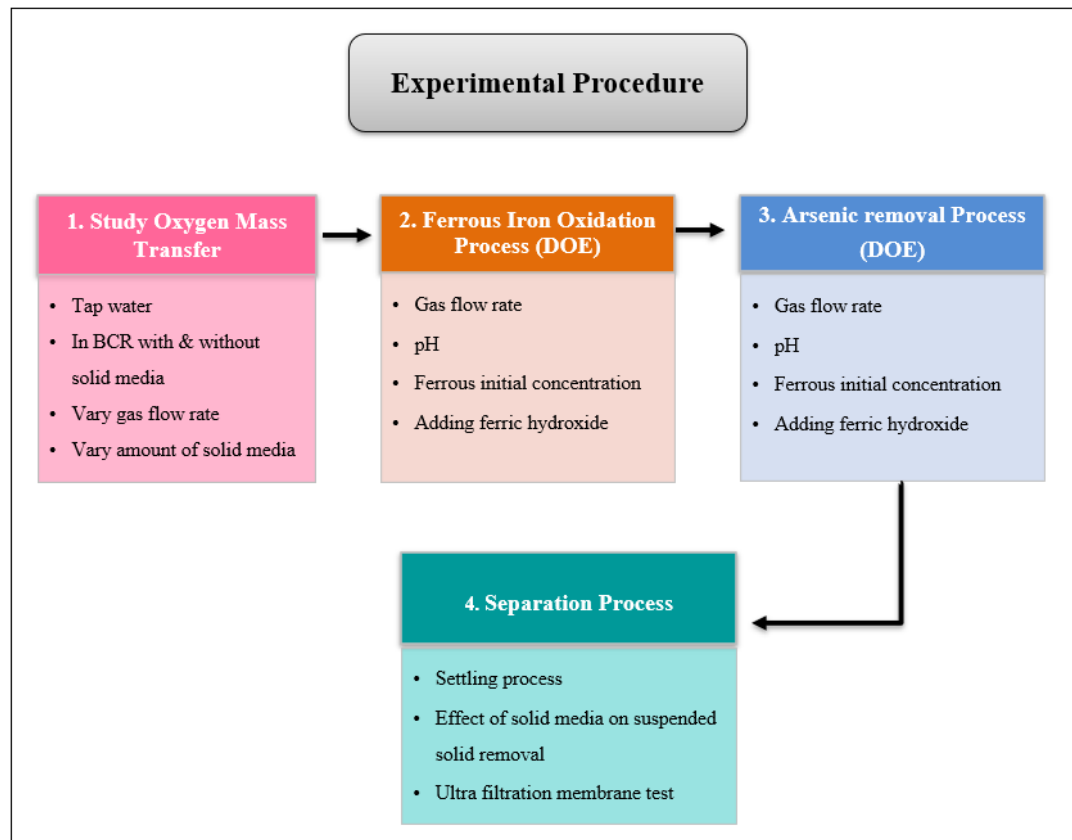 Experimental Procedure
1. Study Oxygen Mass
Transfer
• Tap water
• In BCR with & without
solid media
• Vary gas flow rate
• Vary amount of solid media
2. Ferrous Iron Oxidation
Process (DOE)
• Gas flow rate
• pH
• Ferrous initial concentration
• Adding ferric hydroxide
3. Arsenic removal Process
(DOE)
• Gas flow rate
• pH
• Ferrous initial concentration
• Adding ferric hydroxide
4. Separation Process
• Settling process
• Effect of solid media on suspended
solid removal
• Ultra filtration membrane test